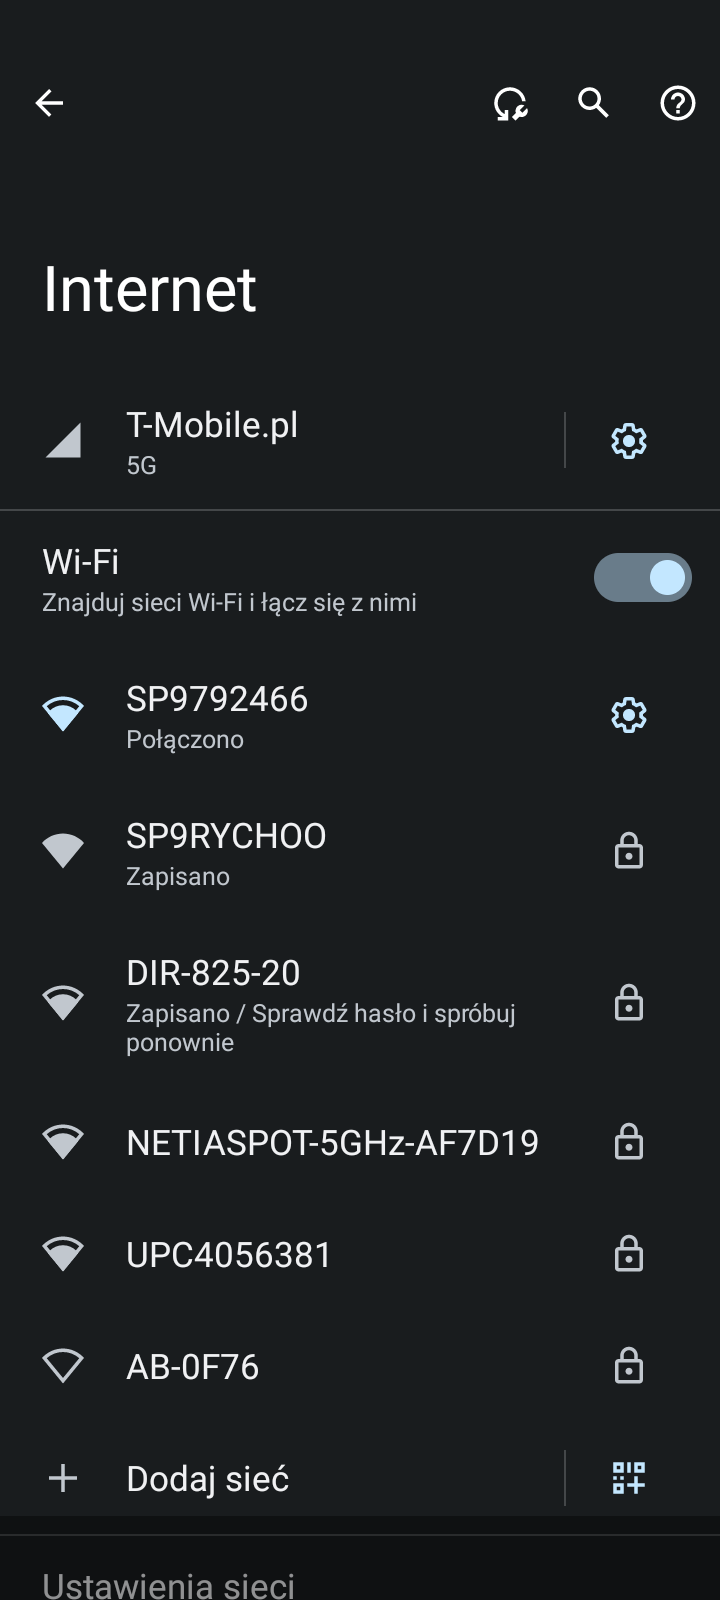 Internet
T-Mobile.pl
5G
Wi-Fi
Znajduj sieci Wi-Fi i łącz się z nimi
SP9792466
Połączono
SP9RYCHOO
Zapisano
DIR-825-20
Zapisano / Sprawdź hasło i spróbuj
ponownie
NETIASPOT-5GHz-AF7D19
UPC4056381
AB-0F76
Dodaj sieć
Ustawienia sieci